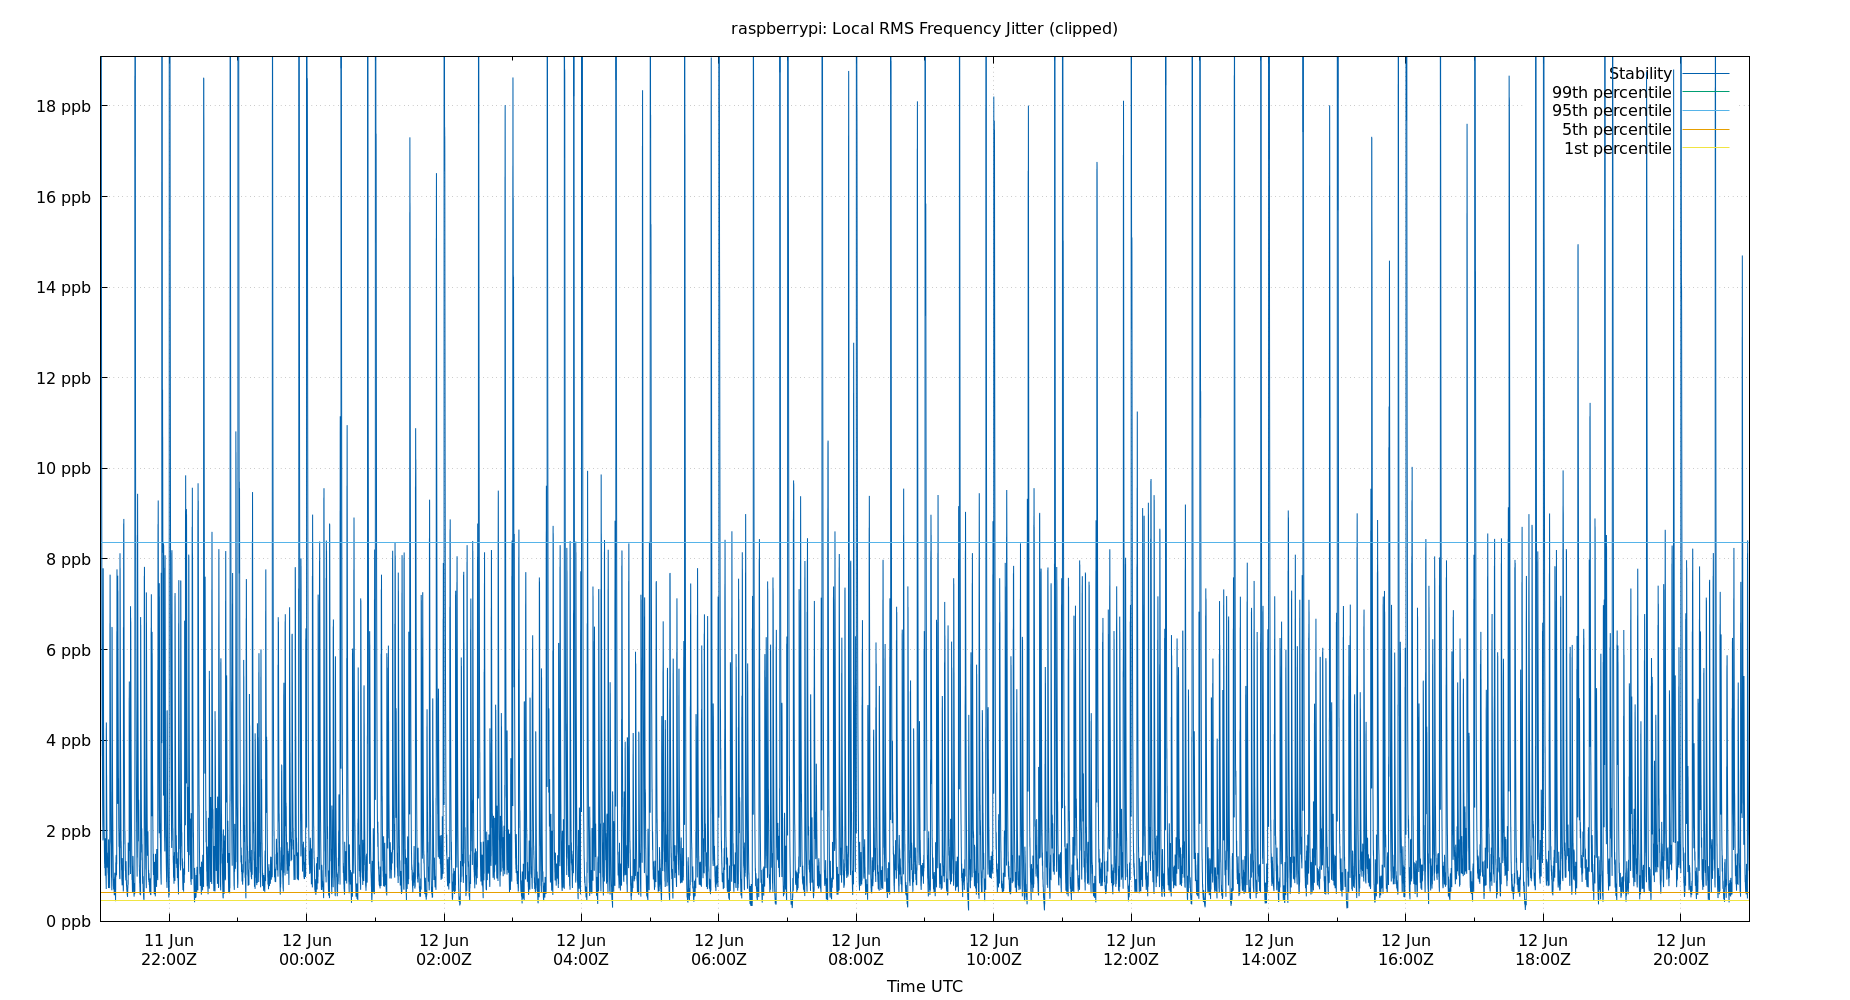 raspberrypi: Local RMS Frequency Jitter (clipped)
Stability
99th percentile
95th percentile
5th percentile
1st percentile
18 ppb
16 ppb
14 ppb
12 ppb
10 ppb
8 ppb
6 ppb
4 ppb
2 ppb
0 ppb
11 Jun 12 Jun 12 Jun 12 Jun 12 Jun 12 Jun 12 Jun 12 Jun 12 Jun 12 Jun 12 Jun 12 Jun
22:00Z 00:00Z 02:00Z 04:00Z 06:00Z 08:00Z 10:00Z 12:00Z 14:00Z 16:00Z 18:00Z 20:00Z
Time UTC